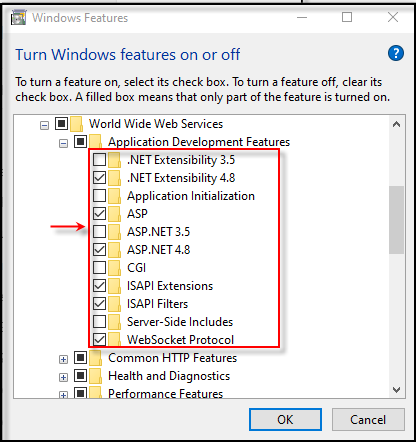 Windows Features
Turn Windows features on or off
?
To turn a feature on, select its check box. To turn a feature off, clear its
check box. A filled box means that only part of the feature is turned on.
World Wide Web Services
Application Development Features
.NET Extensibility 3.5
.NET Extensibility 4.8
Application Initialization
ASP
ASP.NET 3.5
ASP.NET 4.8
CGI
ISAPI Extensions
ISAPI Filters
Server-Side Includes
WebSocket Protocol
Common HTTP Features
Health and Diagnostics
Performance Features
OK
Cancel